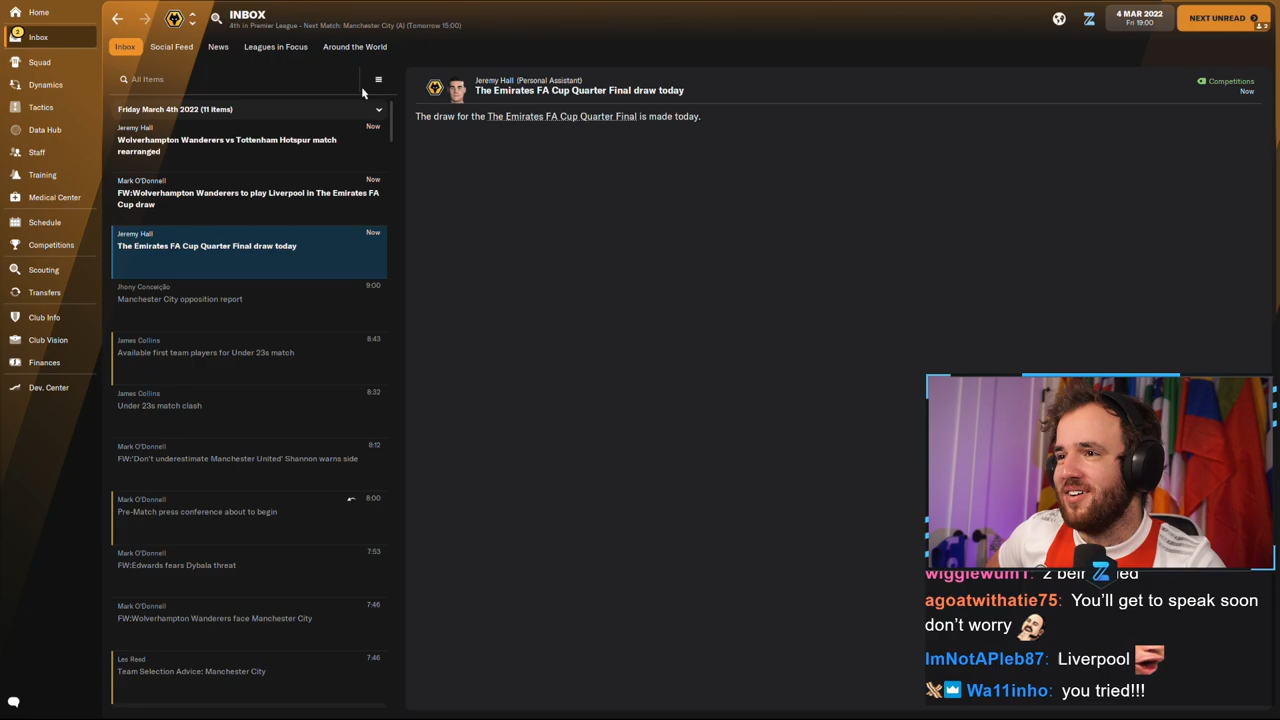 Home
INBOX
4th in Premier League - Next Match: Manchester City (A) (Tomorrow 15:00)
4 MAR 2022
Fri 19:00
NEXT UNREAD
2
2
Inbox
Squad
Dynamics
Tactics
Data Hub
Staff
Training
Medical Center
Schedule
Competitions
Scouting
Transfers
Club Info
Club Vision
Finances
Dev. Center
Inbox
Social Feed
News
Leagues in Focus
Around the World
All Items
Friday March 4th 2022 (11 Items)
Jeremy Hall
Now
Wolverhampton Wanderers vs Tottenham Hotspur match
rearranged
Mark O'Donnell
Now
FW:Wolverhampton Wanderers to play Liverpool in The Emirates FA
Cup draw
Jeremy Hall
Now
The Emirates FA Cup Quarter Final draw today
Jhony Conceição
9:00
Manchester City opposition report
James Collins
8:43
Available first team players for Under 23s match
James Collins
8:32
Under 23s match clash
Mark O'Donnell
8:12
FW:'Don't underestimate Manchester United' Shannon warns side
Mark O'Donnell
8:00
Pre-Match press conference about to begin
Mark O'Donnell
7:53
FW:Edwards fears Dybala threat
Mark O'Donnell
7:46
FW:Wolverhampton Wanderers face Manchester City
Les Reed
7:46
Team Selection Advice: Manchester City
Jeremy Hall (Personal Assistant)
The Emirates FA Cup Quarter Final draw today
Competitions
Now
The draw for the The Emirates FA Cup Quarter Final is made today.
agoatwithatie75: You'll get to speak soon
don't worry
ImNotAPleb87: Liverpool
Wa11inho: you tried!!!